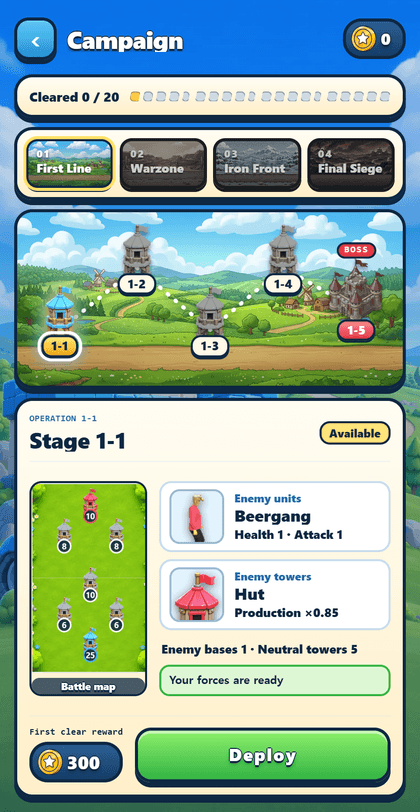 ‹ Campaign 0
Cleared 0 / 20
01 02 03 04
First Line Warzone Iron Front Final Siege
BOSS
1-2 1-4
1-5
1-1 1-3
OPERATION 1-1
Stage 1-1
Available
10
8 8
10
6 6
25
Battle map
Enemy units
Beergang
Health 1 · Attack 1
Enemy towers
Hut
Production ×0.85
Enemy bases 1 · Neutral towers 5
Your forces are ready
First clear reward
300
Deploy